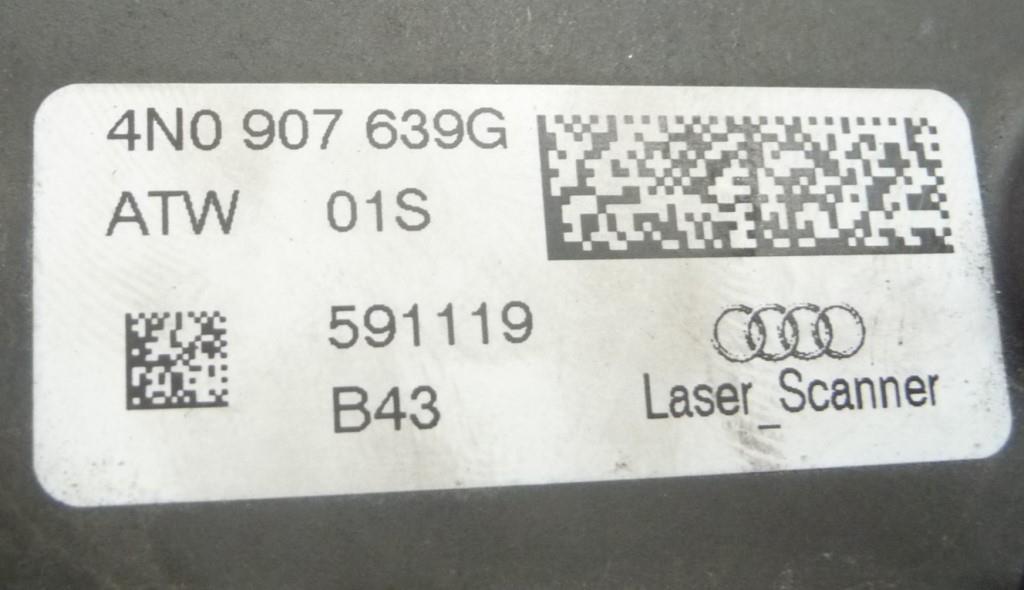 4N0 907 639G
ATW 01S
591119
B43
Laser_Scanner